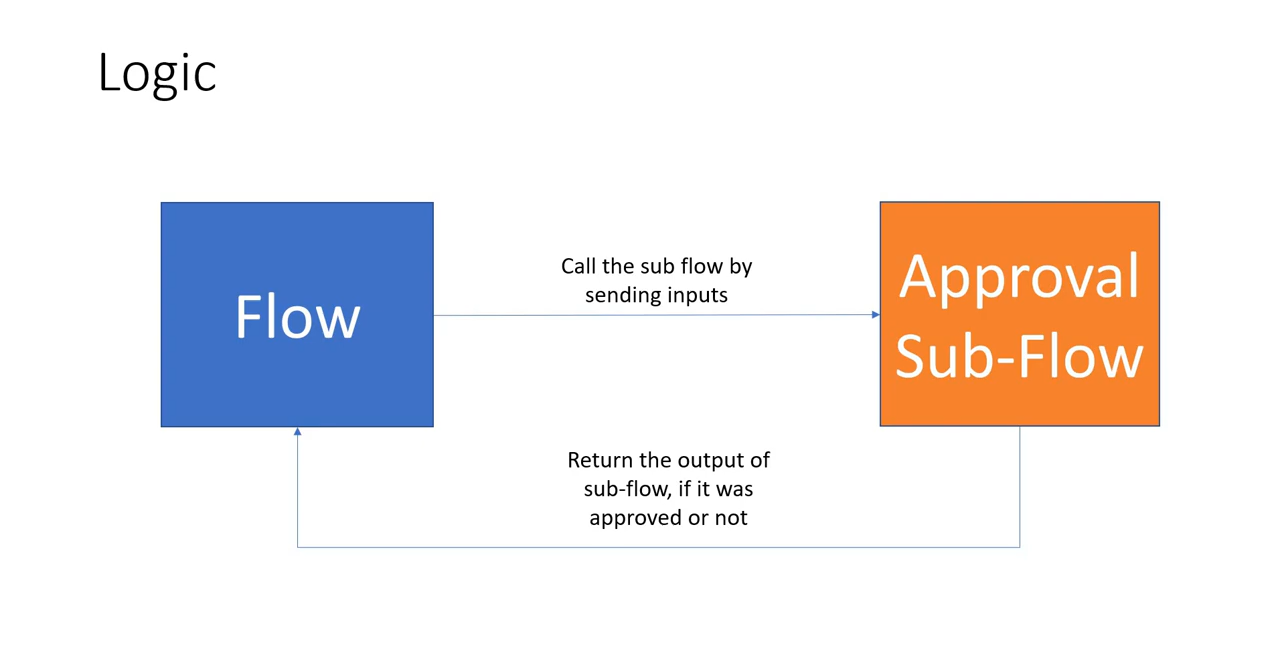 Logic
Flow
Call the sub flow by
sending inputs
Approval
Sub-Flow
Return the output of
sub-flow, if it was
approved or not